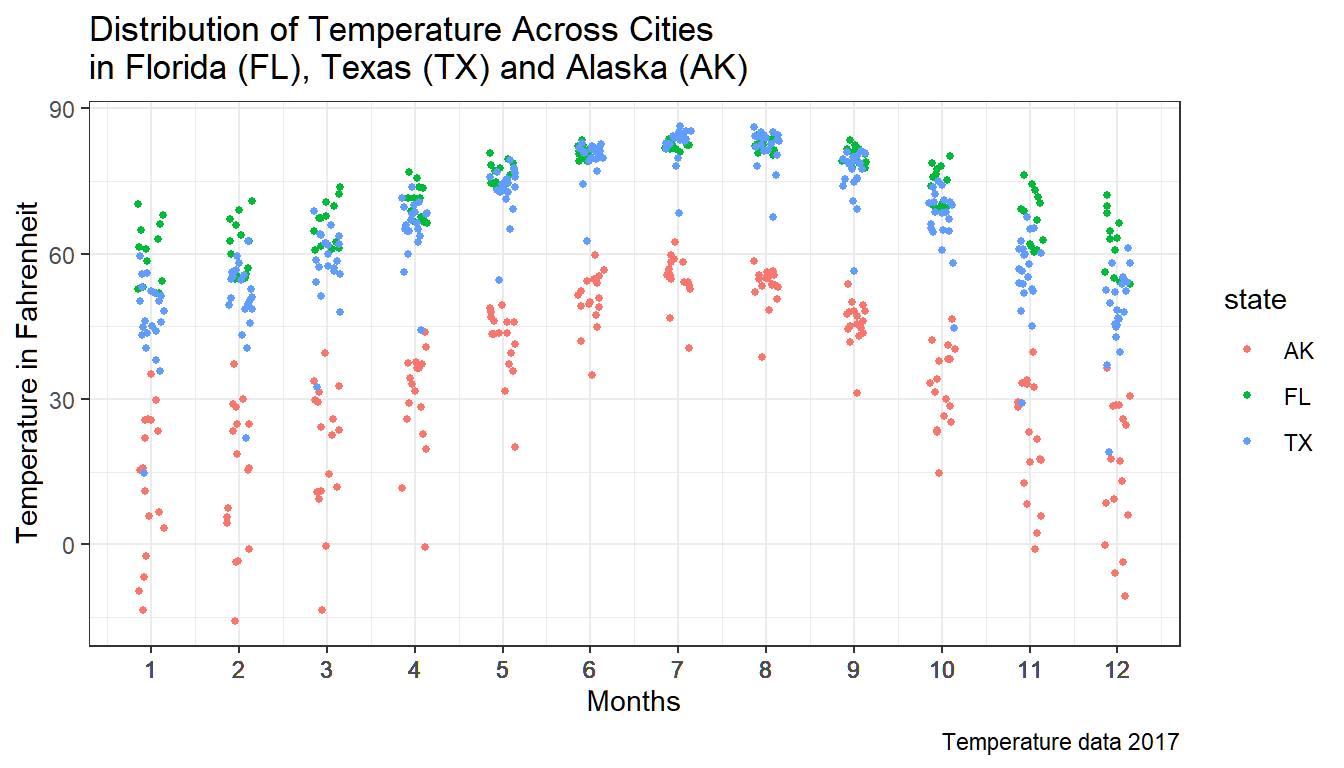 Distribution of Temperature Across Cities
in Florida (FL), Texas (TX) and Alaska (AK)
Temperature in Fahrenheit
90
60
30
0
1 2 3 4 5 6 7 8 9 10 11 12
Months
state
AK
FL
TX
Temperature data 2017